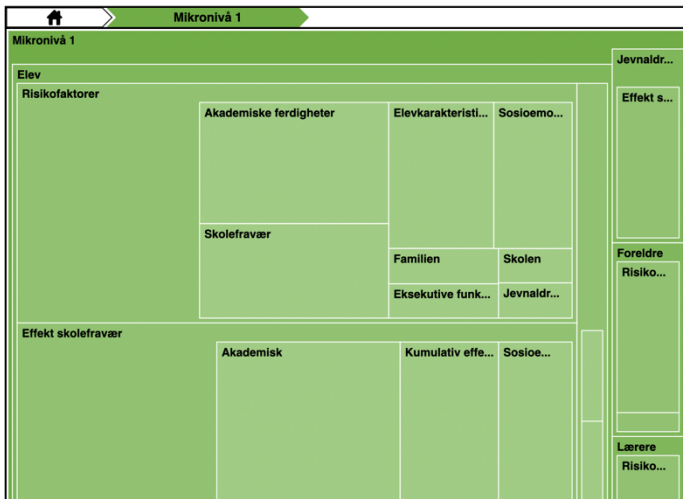 Mikronivå 1
Mikronivå 1
Elev
Risikofaktorer
Akademiske ferdigheter
Elevkarakteristi...
Sosioemo...
Skolefravær
Familien
Skolen
Eksekutive funk...
Jevnaldr...
Effekt skolefravær
Akademisk
Kumulativ effe...
Sosioe...
Jevnaldr...
Effekt s...
Foreldre
Risiko...
Lærere
Risiko...